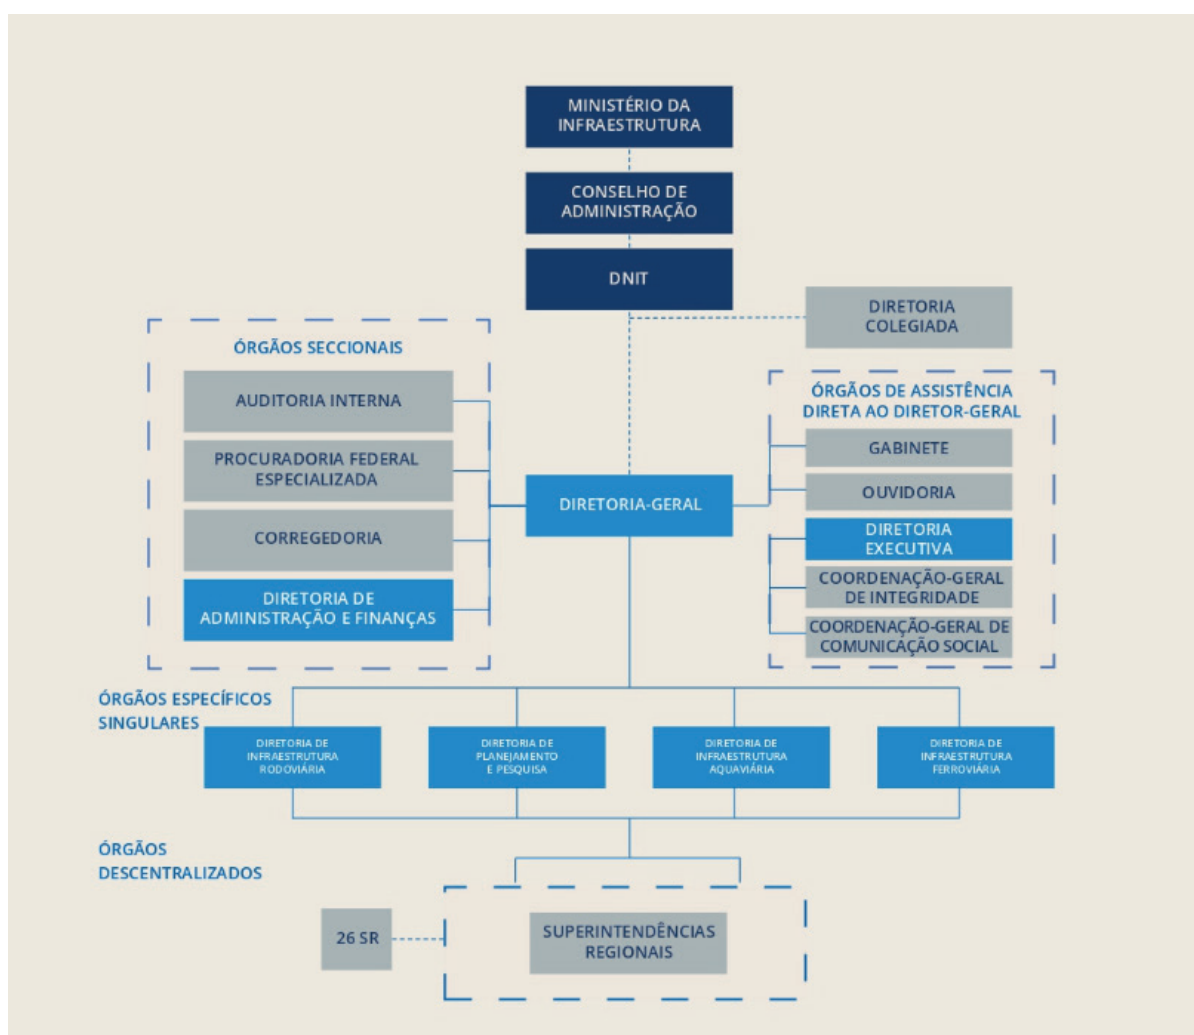 MINISTÉRIO DA
INFRAESTRUTURA
CONSELHO DE
ADMINISTRAÇÃO
DNIT
DIRETORIA
COLEGIADA
ÓRGÃOS SECCIONAIS
AUDITORIA INTERNA
PROCURADORIA FEDERAL
ESPECIALIZADA
CORREGEDORIA
DIRETORIA DE
ADMINISTRAÇÃO E FINANÇAS
DIRETORIA-GERAL
ÓRGÃOS DE ASSISTÊNCIA
DIRETA AO DIRETOR-GERAL
GABINETE
OUVIDORIA
DIRETORIA
EXECUTIVA
COORDENAÇÃO-GERAL
DE INTEGRIDADE
COORDENAÇÃO-GERAL DE
COMUNICAÇÃO SOCIAL
ÓRGÃOS ESPECÍFICOS
SINGULARES
DIRETORIA DE
INFRAESTRUTURA
RODOVIÁRIA
DIRETORIA DE
PLANEJAMENTO
E PESQUISA
DIRETORIA DE
INFRAESTRUTURA
AQUAVIÁRIA
DIRETORIA DE
INFRAESTRUTURA
FERROVIÁRIA
ÓRGÃOS
DESCENTRALIZADOS
26 SR
SUPERINTENDÊNCIAS
REGIONAIS